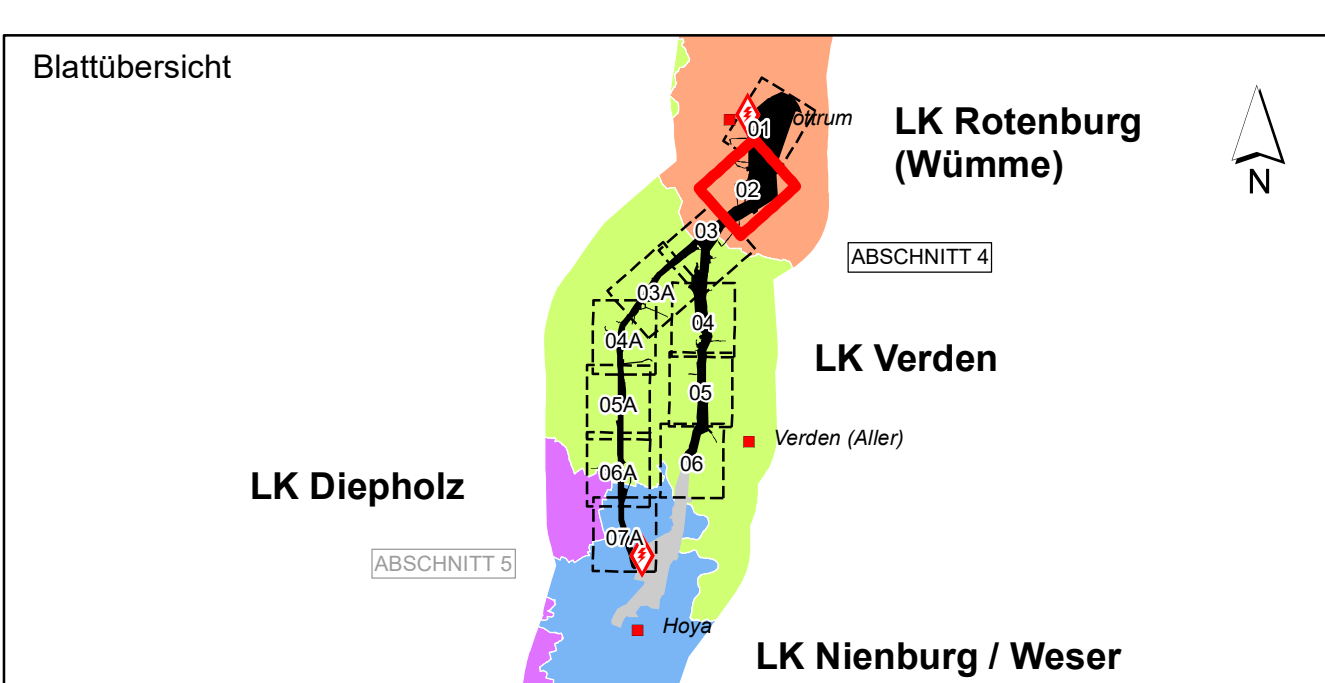 Blattübersicht
LK Rotenburg
(Wümme)
N
01
02
03
ABSCHNITT 4
03A
04
04A
LK Verden
05
05A
Verden (Aller)
06
06A
LK Diepholz
07A
ABSCHNITT 5
Hoya
LK Nienburg / Weser